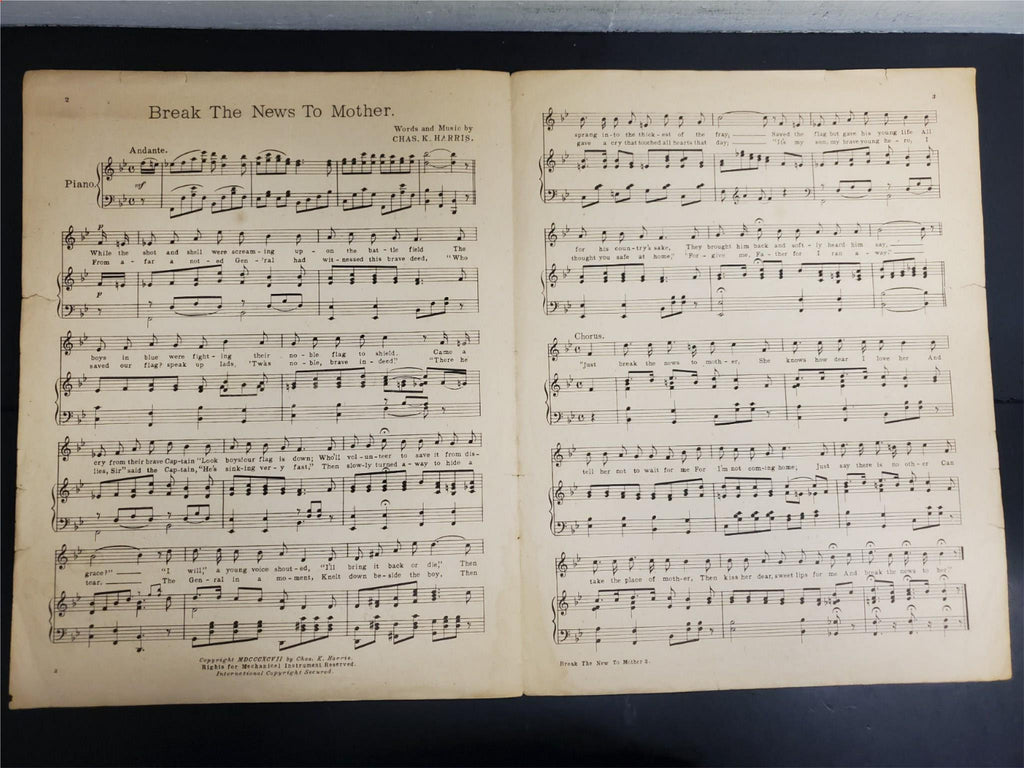 2
Break The News To Mother.
Words and Music by
CHAS. K. HARRIS.
Andante.
Piano.
mf
p
While the shot and shell were scream-ing up-on the bat-tle field The
From a-far a not-ed Gen-'ral had wit-nessed this brave deed, "Who
p
boys in blue were fight-ing their no-ble flag to shield. Came a
saved our flag? speak up lads, 'Twas no-ble, brave in-deed." "There he
cry from their brave Cap-tain "Look boys! our flag is down; Who'll vol-un-teer to save it from dis-
lies, Sir" said the Cap-tain, "He's sink-ing ver-y fast," Then slow-ly turned a-way to hide a
grace?" "I will," a young voice shout-ed, "I'll bring it back or die," Then
tear. The Gen-ral in a mo-ment, Knelt down be-side the boy, Then
Copyright MDCCCXCVII by Chas. K. Harris.
Rights for Mechanical Instrument Reserved.
International Copyright Secured.
3
sprang in-to the thick-est of the fray; Saved the flag but gave his young life All
gave a cry that touched all hearts that day; "It's my son, my brave young he-ro, I
for his coun-try's sake, They brought him back and soft-ly heard him say,
thought you safe at home," "For-give me, Fa-ther for I ran a-way."
Chorus.
"Just break the news to moth-er, She knows how dear I love her And
tell her not to wait for me For I'm not com-ing home; Just say there is no oth-er Can
take the place of moth-er, Then kiss her dear, sweet lips for me And break the news to her."
Break The New To Mother 2.